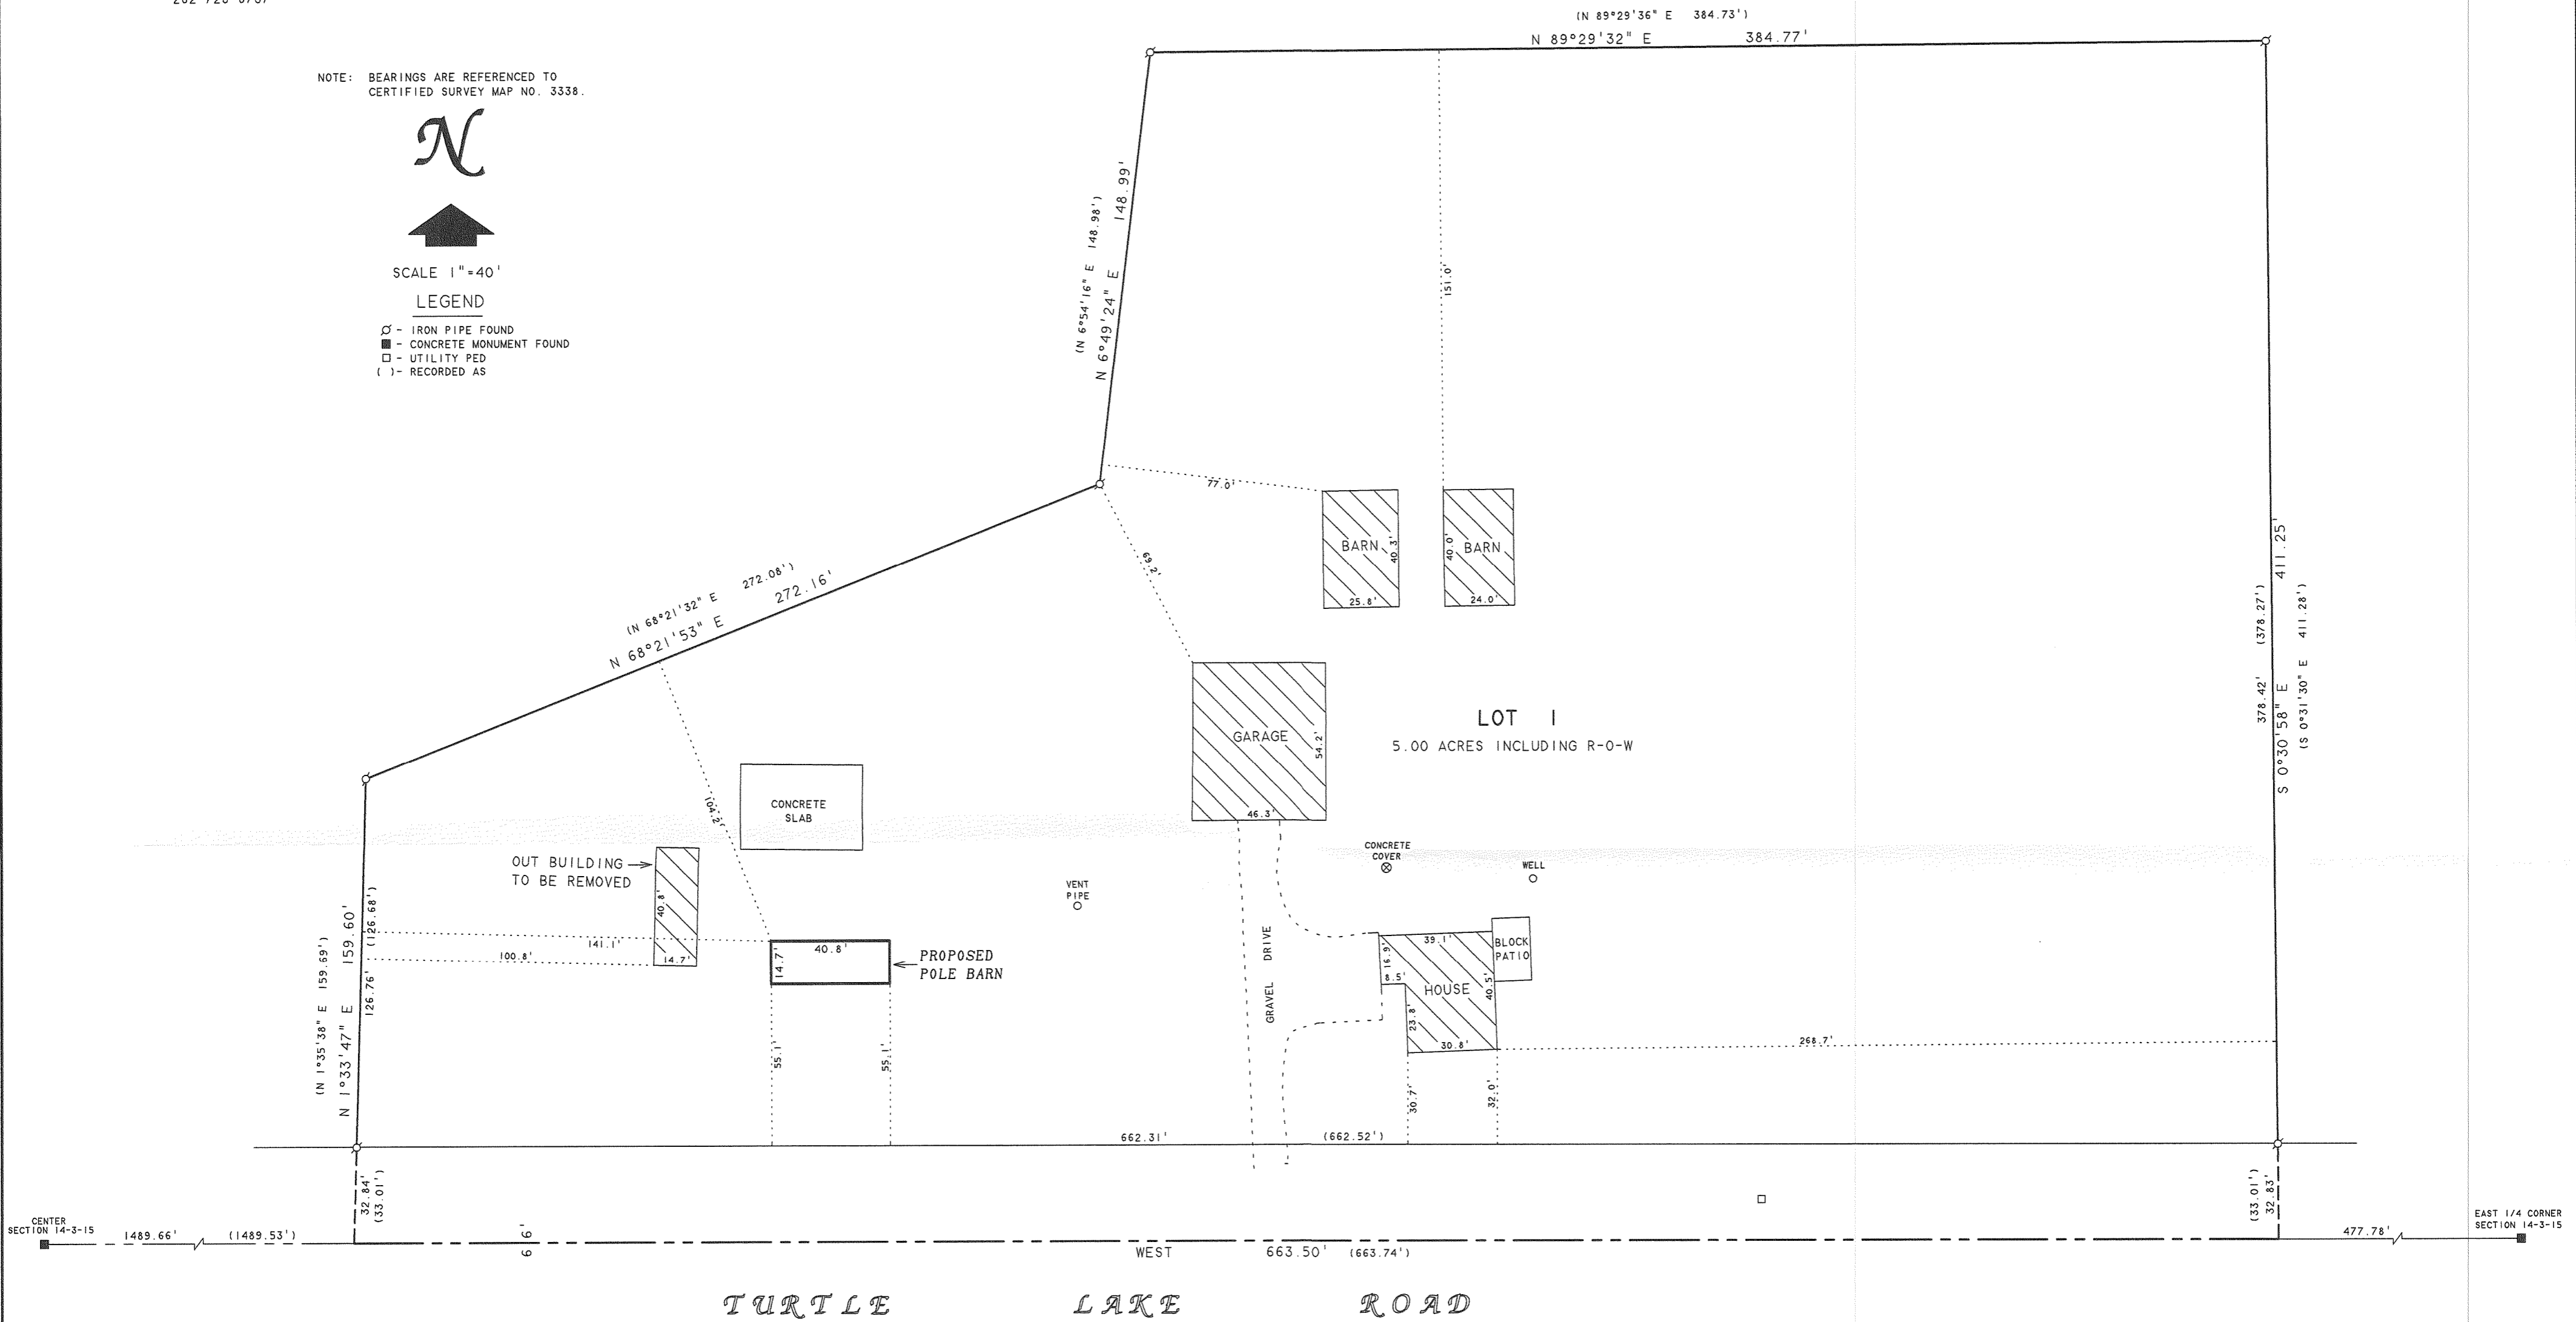 (N 89°29'36" E 384.73')
N 89°29'32" E 384.77'
NOTE: BEARINGS ARE REFERENCED TO
CERTIFIED SURVEY MAP NO. 3338.
N
SCALE 1"=40'
LEGEND
- IRON PIPE FOUND
- CONCRETE MONUMENT FOUND
- UTILITY PED
( )- RECORDED AS
(N 6°54'16" E 148.98')
N 6°49'24" E 148.99'
151.0'
77.0'
69.2'
BARN
40.3'
25.8'
BARN
40.0'
24.0'
(N 68°21'32" E 272.08')
N 68°21'53" E 272.16'
411.25'
S 0°30'58" E
(S 0°31'30" E 411.28')
378.42' (378.27')
LOT 1
5.00 ACRES INCLUDING R-O-W
GARAGE
54.2'
46.3'
104.2'
CONCRETE
SLAB
OUT BUILDING
TO BE REMOVED
40.8'
14.7'
141.1'
100.8'
40.8'
14.7'
PROPOSED
POLE BARN
55.1'
55.1'
VENT
PIPE
CONCRETE
COVER
WELL
GRAVEL DRIVE
39.1'
16.9'
8.5'
HOUSE
40.5'
23.8'
30.8'
BLOCK
PATIO
268.7'
30.7'
32.0'
(N 1°35'38" E 159.69')
N 1°33'47" E 159.60'
126.76' (126.68')
662.31' (662.52')
32.84'
(33.01')
(33.01')
32.83'
CENTER
SECTION 14-3-15
1489.66' (1489.53')
66'
WEST 663.50' (663.74')
477.78'
EAST 1/4 CORNER
SECTION 14-3-15
TURTLE LAKE ROAD